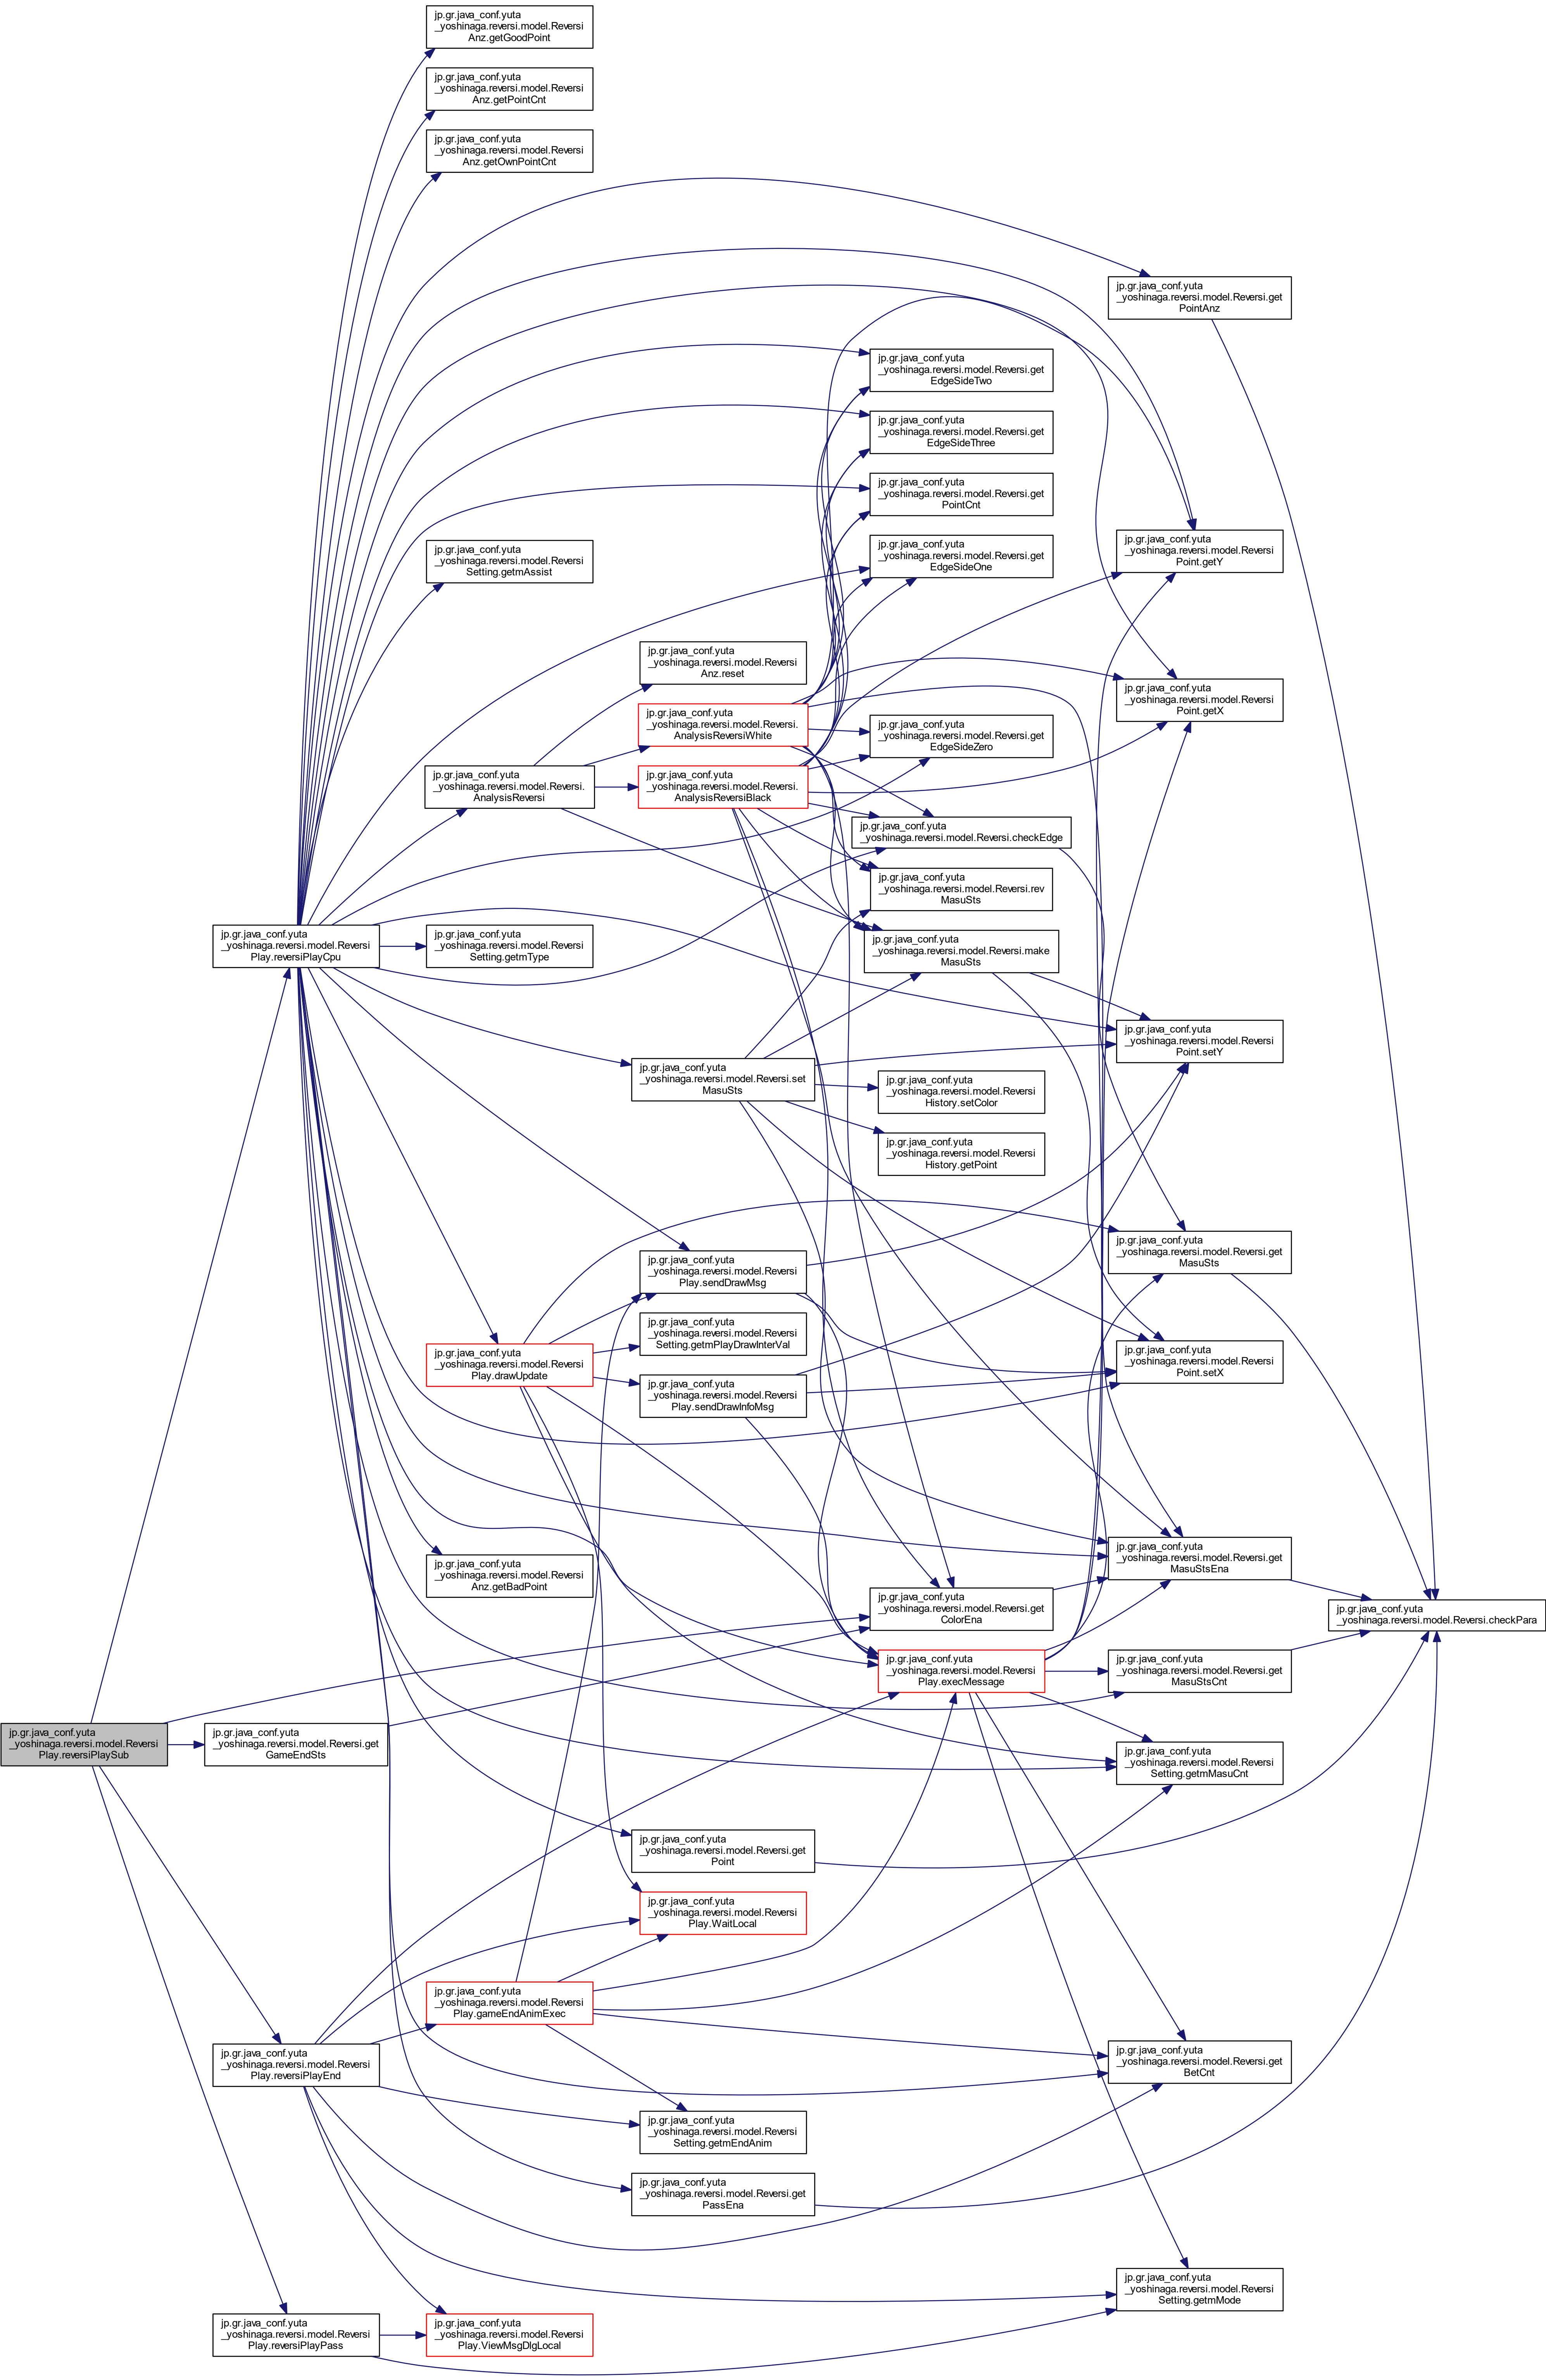 jp.gr.java_conf.yuta
_yoshinaga.reversi.model.Reversi
Anz.getGoodPoint
jp.gr.java_conf.yuta
_yoshinaga.reversi.model.Reversi
Anz.getPointCnt
jp.gr.java_conf.yuta
_yoshinaga.reversi.model.Reversi
Anz.getOwnPointCnt
jp.gr.java_conf.yuta
_yoshinaga.reversi.model.Reversi.get
PointAnz
jp.gr.java_conf.yuta
_yoshinaga.reversi.model.Reversi.get
EdgeSideTwo
jp.gr.java_conf.yuta
_yoshinaga.reversi.model.Reversi.get
EdgeSideThree
jp.gr.java_conf.yuta
_yoshinaga.reversi.model.Reversi.get
PointCnt
jp.gr.java_conf.yuta
_yoshinaga.reversi.model.Reversi
Point.getY
jp.gr.java_conf.yuta
_yoshinaga.reversi.model.Reversi.get
EdgeSideOne
jp.gr.java_conf.yuta
_yoshinaga.reversi.model.Reversi
Setting.getmAssist
jp.gr.java_conf.yuta
_yoshinaga.reversi.model.Reversi
Anz.reset
jp.gr.java_conf.yuta
_yoshinaga.reversi.model.Reversi
Point.getX
jp.gr.java_conf.yuta
_yoshinaga.reversi.model.Reversi.
AnalysisReversiWhite
jp.gr.java_conf.yuta
_yoshinaga.reversi.model.Reversi.get
EdgeSideZero
jp.gr.java_conf.yuta
_yoshinaga.reversi.model.Reversi.
AnalysisReversi
jp.gr.java_conf.yuta
_yoshinaga.reversi.model.Reversi.
AnalysisReversiBlack
jp.gr.java_conf.yuta
_yoshinaga.reversi.model.Reversi.checkEdge
jp.gr.java_conf.yuta
_yoshinaga.reversi.model.Reversi.rev
MasuSts
jp.gr.java_conf.yuta
_yoshinaga.reversi.model.Reversi
Play.reversiPlayCpu
jp.gr.java_conf.yuta
_yoshinaga.reversi.model.Reversi
Setting.getmType
jp.gr.java_conf.yuta
_yoshinaga.reversi.model.Reversi.make
MasuSts
jp.gr.java_conf.yuta
_yoshinaga.reversi.model.Reversi
Point.setY
jp.gr.java_conf.yuta
_yoshinaga.reversi.model.Reversi.set
MasuSts
jp.gr.java_conf.yuta
_yoshinaga.reversi.model.Reversi
History.setColor
jp.gr.java_conf.yuta
_yoshinaga.reversi.model.Reversi
History.getPoint
jp.gr.java_conf.yuta
_yoshinaga.reversi.model.Reversi.get
MasuSts
jp.gr.java_conf.yuta
_yoshinaga.reversi.model.Reversi
Play.sendDrawMsg
jp.gr.java_conf.yuta
_yoshinaga.reversi.model.Reversi
Setting.getmPlayDrawInterVal
jp.gr.java_conf.yuta
_yoshinaga.reversi.model.Reversi
Play.drawUpdate
jp.gr.java_conf.yuta
_yoshinaga.reversi.model.Reversi
Point.setX
jp.gr.java_conf.yuta
_yoshinaga.reversi.model.Reversi
Play.sendDrawInfoMsg
jp.gr.java_conf.yuta
_yoshinaga.reversi.model.Reversi.get
MasuStsEna
jp.gr.java_conf.yuta
_yoshinaga.reversi.model.Reversi
Anz.getBadPoint
jp.gr.java_conf.yuta
_yoshinaga.reversi.model.Reversi.get
ColorEna
jp.gr.java_conf.yuta
_yoshinaga.reversi.model.Reversi.checkPara
jp.gr.java_conf.yuta
_yoshinaga.reversi.model.Reversi
Play.execMessage
jp.gr.java_conf.yuta
_yoshinaga.reversi.model.Reversi.get
MasuStsCnt
jp.gr.java_conf.yuta
_yoshinaga.reversi.model.Reversi
Play.reversiPlaySub
jp.gr.java_conf.yuta
_yoshinaga.reversi.model.Reversi.get
GameEndSts
jp.gr.java_conf.yuta
_yoshinaga.reversi.model.Reversi
Setting.getmMasuCnt
jp.gr.java_conf.yuta
_yoshinaga.reversi.model.Reversi.get
Point
jp.gr.java_conf.yuta
_yoshinaga.reversi.model.Reversi
Play.WaitLocal
jp.gr.java_conf.yuta
_yoshinaga.reversi.model.Reversi
Play.gameEndAnimExec
jp.gr.java_conf.yuta
_yoshinaga.reversi.model.Reversi
Play.reversiPlayEnd
jp.gr.java_conf.yuta
_yoshinaga.reversi.model.Reversi.get
BetCnt
jp.gr.java_conf.yuta
_yoshinaga.reversi.model.Reversi
Setting.getmEndAnim
jp.gr.java_conf.yuta
_yoshinaga.reversi.model.Reversi.get
PassEna
jp.gr.java_conf.yuta
_yoshinaga.reversi.model.Reversi
Setting.getmMode
jp.gr.java_conf.yuta
_yoshinaga.reversi.model.Reversi
Play.reversiPlayPass
jp.gr.java_conf.yuta
_yoshinaga.reversi.model.Reversi
Play.ViewMsgDlgLocal